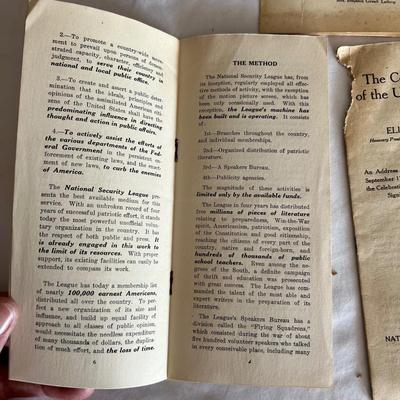 2.—To promote a country-wide move-
ment to prevail upon persons of demon-
strated capacity, character, efficiency and
judgment, to serve their country in
national and local public office.
3.—To create and assert a public deter-
mination that the ideals, principles and
opinions of the assimilated American citi-
zens of the United States shall have the
predominating influence in directing
thought and action in public affairs.
4.—To actively assist the efforts of
the various departments of the Fed-
eral Government in the persistent en-
forcement of existing laws, and the enact-
ment of new laws, to curb the enemies
of America.
The National Security League pre-
sents the best available medium for such
service. With an unbroken record of four
years of successful patriotic effort, it stands
today the most powerful unofficial volun-
tary organization in the country. It has
the respect of both public and press. It
is already engaged in this work to
the limit of its resources. With proper
support, its existing facilities can easily be
extended to compass its work.
The League has today a membership list
of nearly 100,000 earnest Americans,
distributed all over the country. To per-
fect a new organization of its size and
influence, and build up equal facility of
approach to all classes of public opinion,
would necessitate the needless expenditure
of many thousands of dollars, the duplica-
tion of much effort, and the loss of time.
6
THE METHOD
The National Security League has, from
its inception, regularly employed all effec-
tive methods of activity, with the exception
of the motion picture screen, which has
been only occasionally used. With this
exception, the League's machine has
been built and is operating. It consists
of:
1st—Branches throughout the country,
and individual membership.
2nd—Organized distribution of patriotic
literature.
3rd—A Speakers Bureau.
4th—Publicity agencies.
The magnitude of these activities is
limited only by the available funds.
The League in four years has distributed
free millions of pieces of literature
relating to preparedness, Win-the-War
spirit, Americanism, patriotism, exposition
of the Constitution and good citizenship,
reaching the citizens of every part of the
country, native and foreign-born, and
hundreds of thousands of public
school teachers. Even among the ne-
groes of the South, a definite campaign
of thrift and education was presented
with great success. The League has com-
manded the talent of the most able and
expert writers in the preparation of its
literature.
The League's Speakers Bureau has a
division called the "Flying Squadrons,"
which consisted during the war of about
five hundred volunteer speakers who talked
in every conceivable place, including many
The Co
of the U
ELI
An Address
September 1
the Celebrati
Sign
NAT